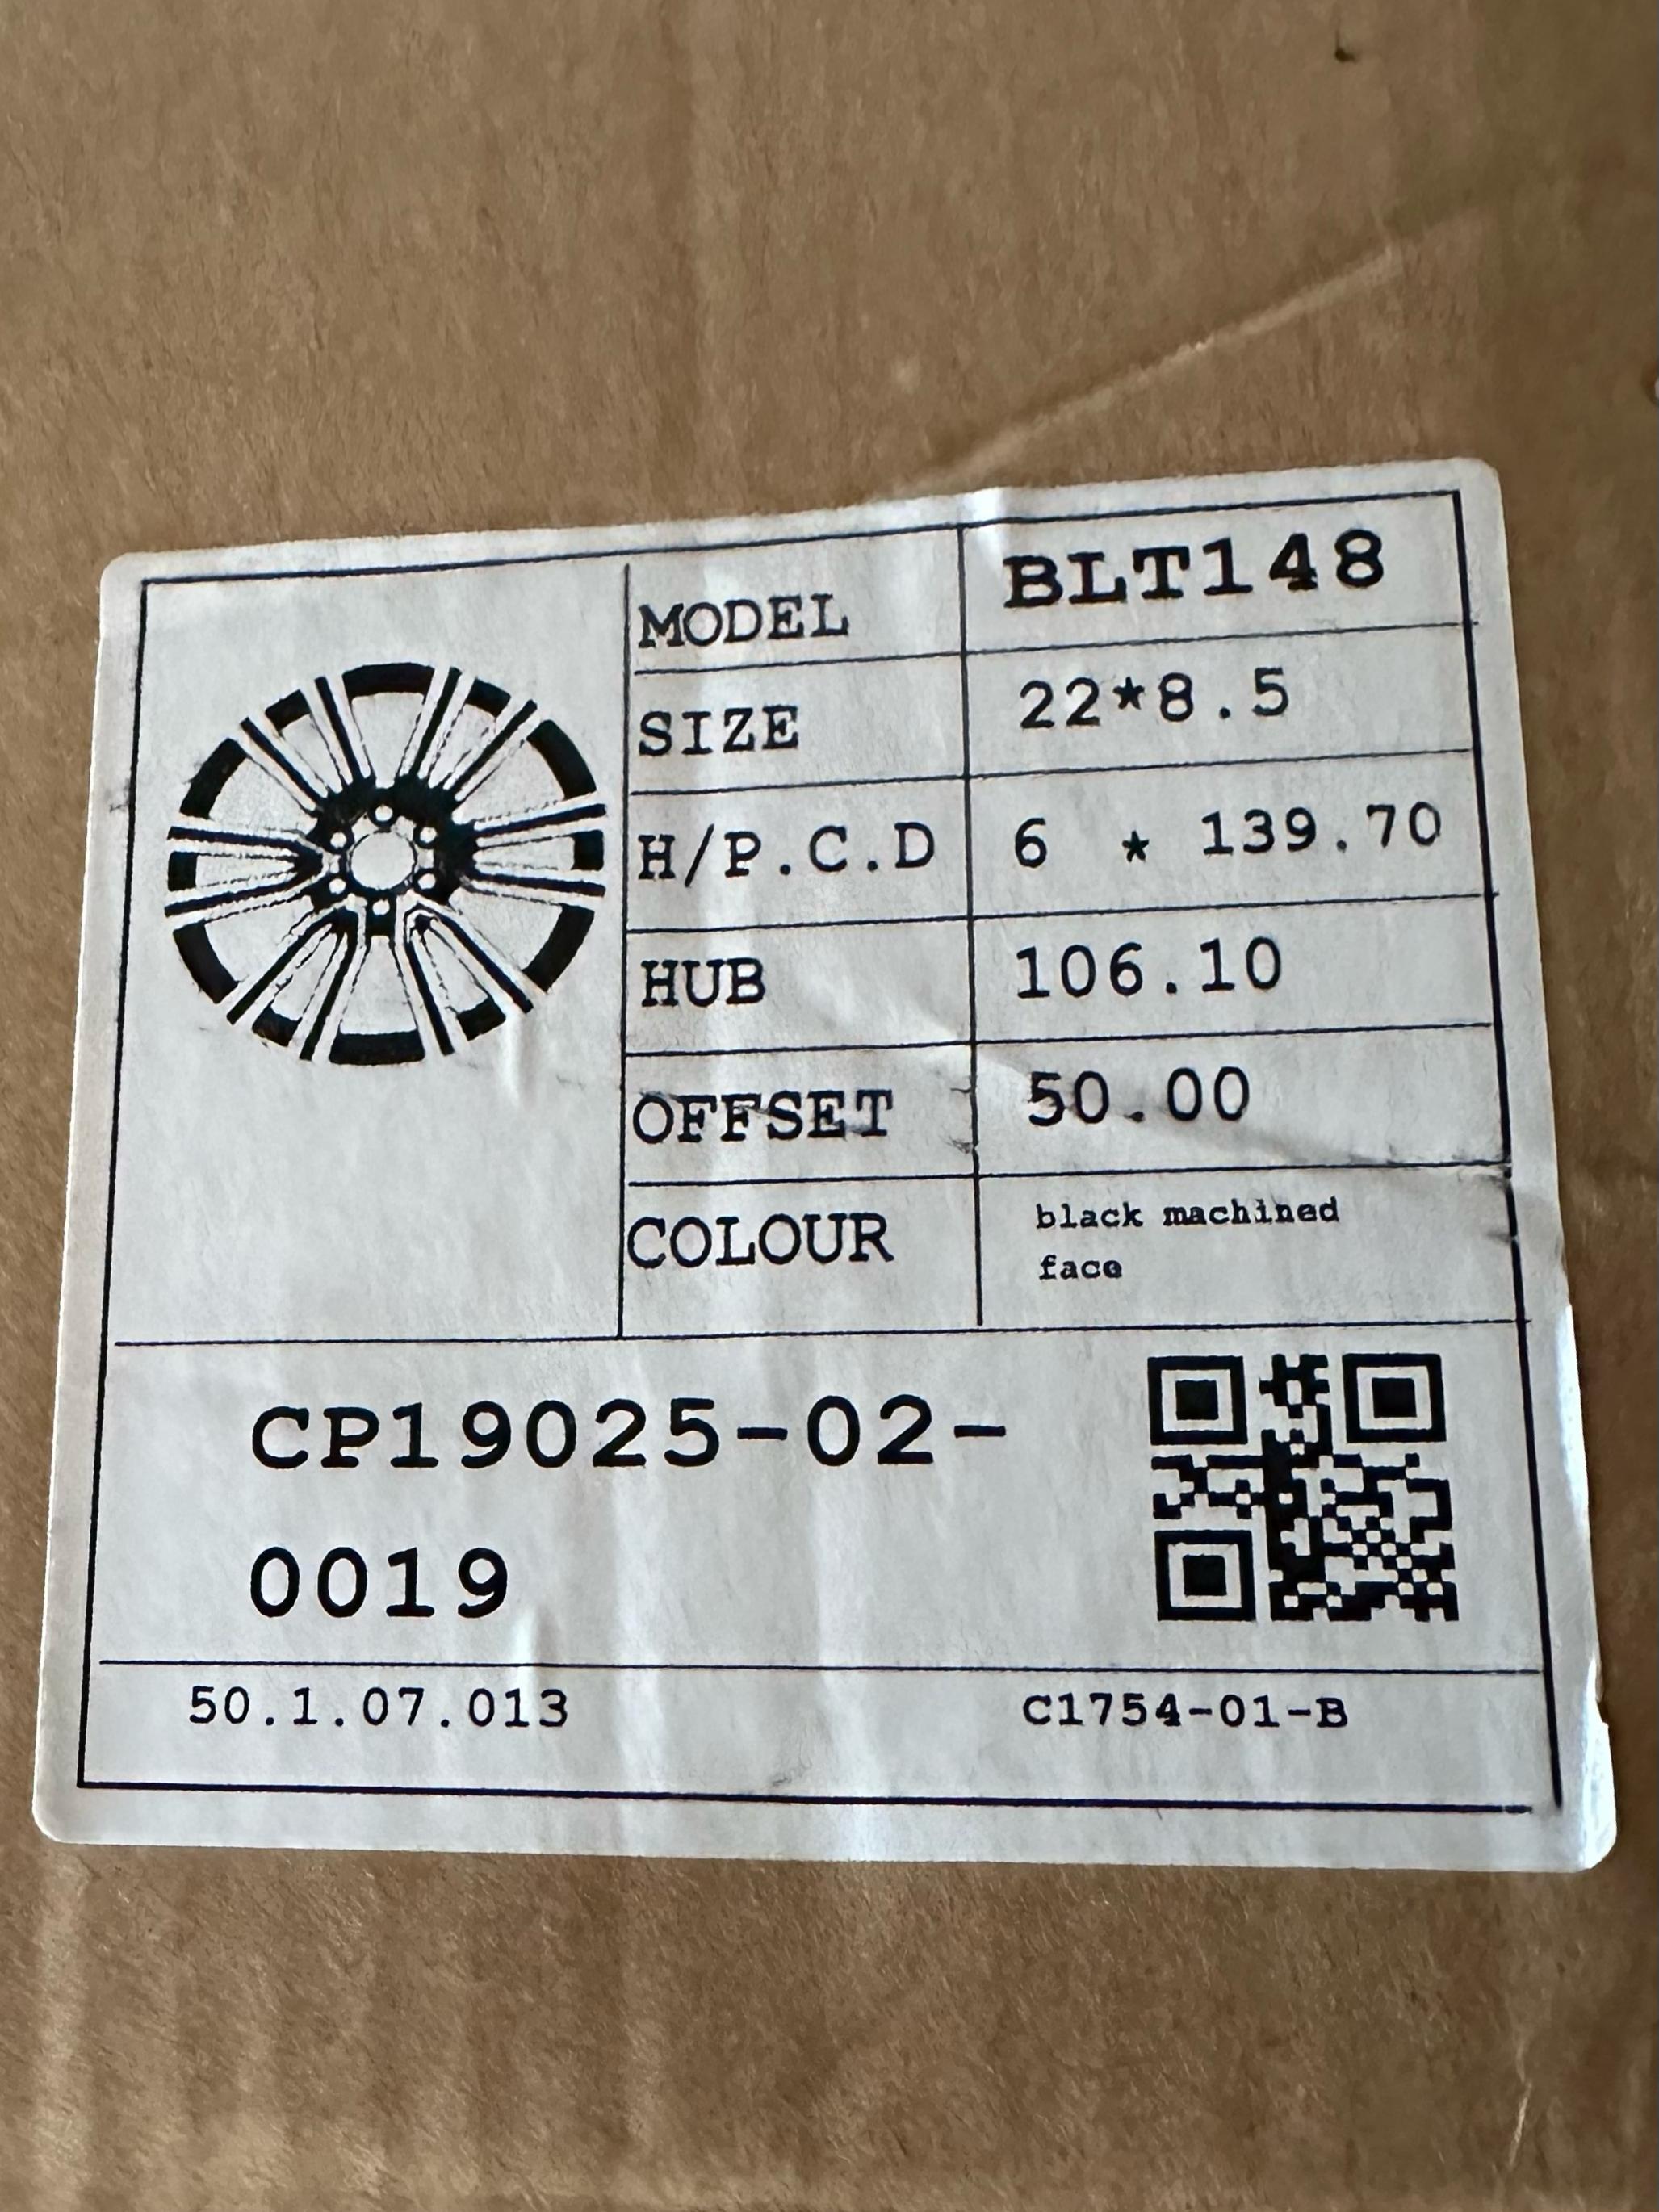 MODEL BLT148
SIZE 22*8.5
H/P.C.D 6 * 139.70
HUB 106.10
OFFSET 50.00
COLOUR black machined
face
CP19025-02-
0019
50.1.07.013 C1754-01-B